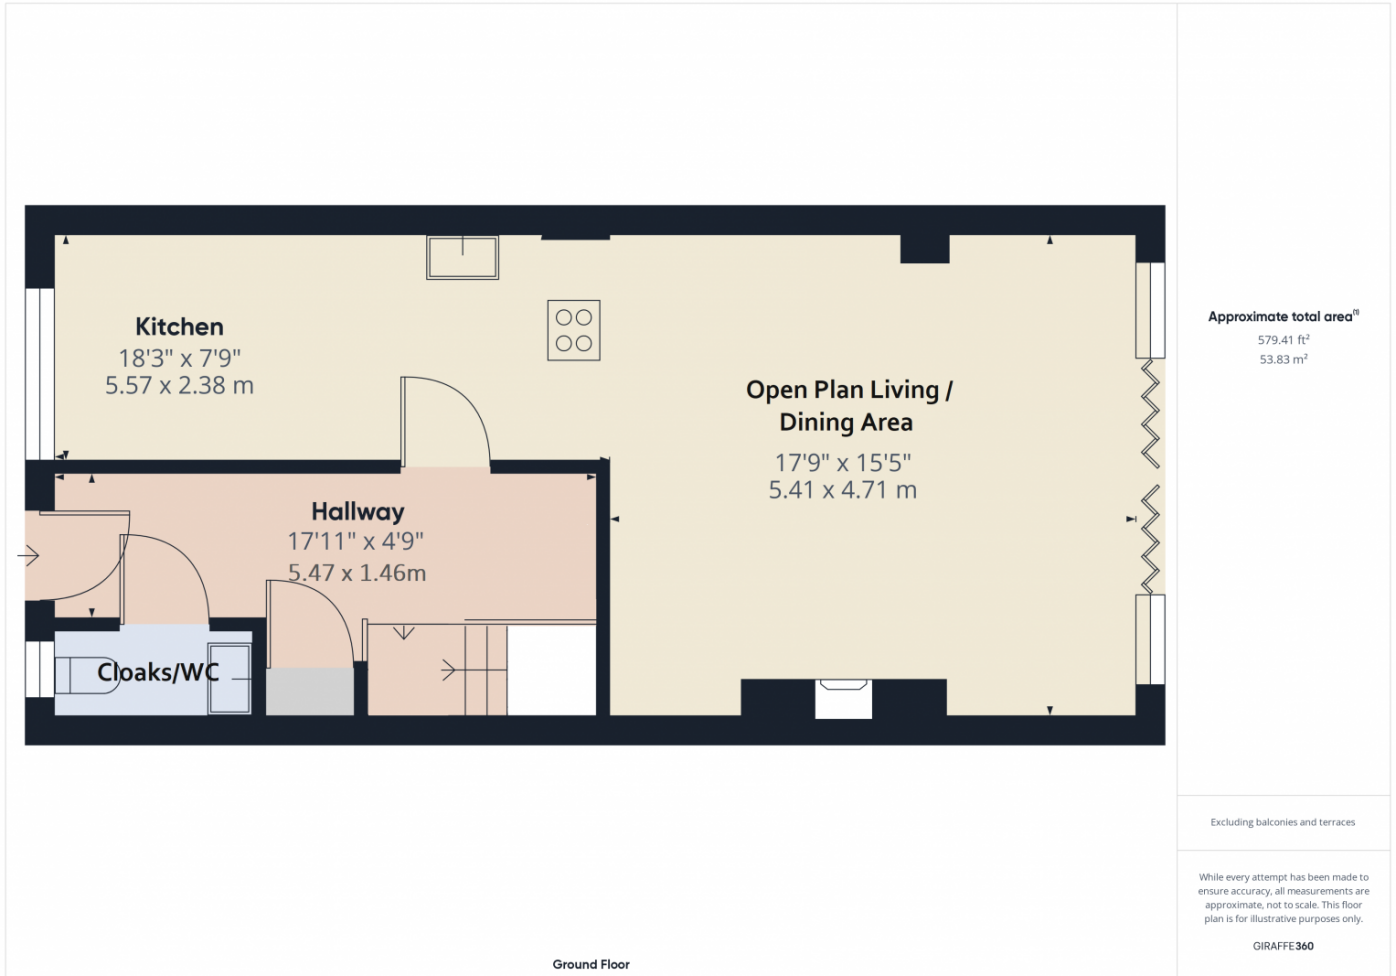 Kitchen
18'3" x 7'9"
5.57 x 2.38 m
Open Plan Living /
Dining Area
17'9" x 15'5"
5.41 x 4.71 m
Hallway
17'11" x 4'9"
5.47 x 1.46m
Cloaks/WC
Ground Floor
Approximate total area⁽¹⁾
579.41 ft²
53.83 m²
Excluding balconies and terraces
While every attempt has been made to
ensure accuracy, all measurements are
approximate, not to scale. This floor
plan is for illustrative purposes only.
GIRAFFE360